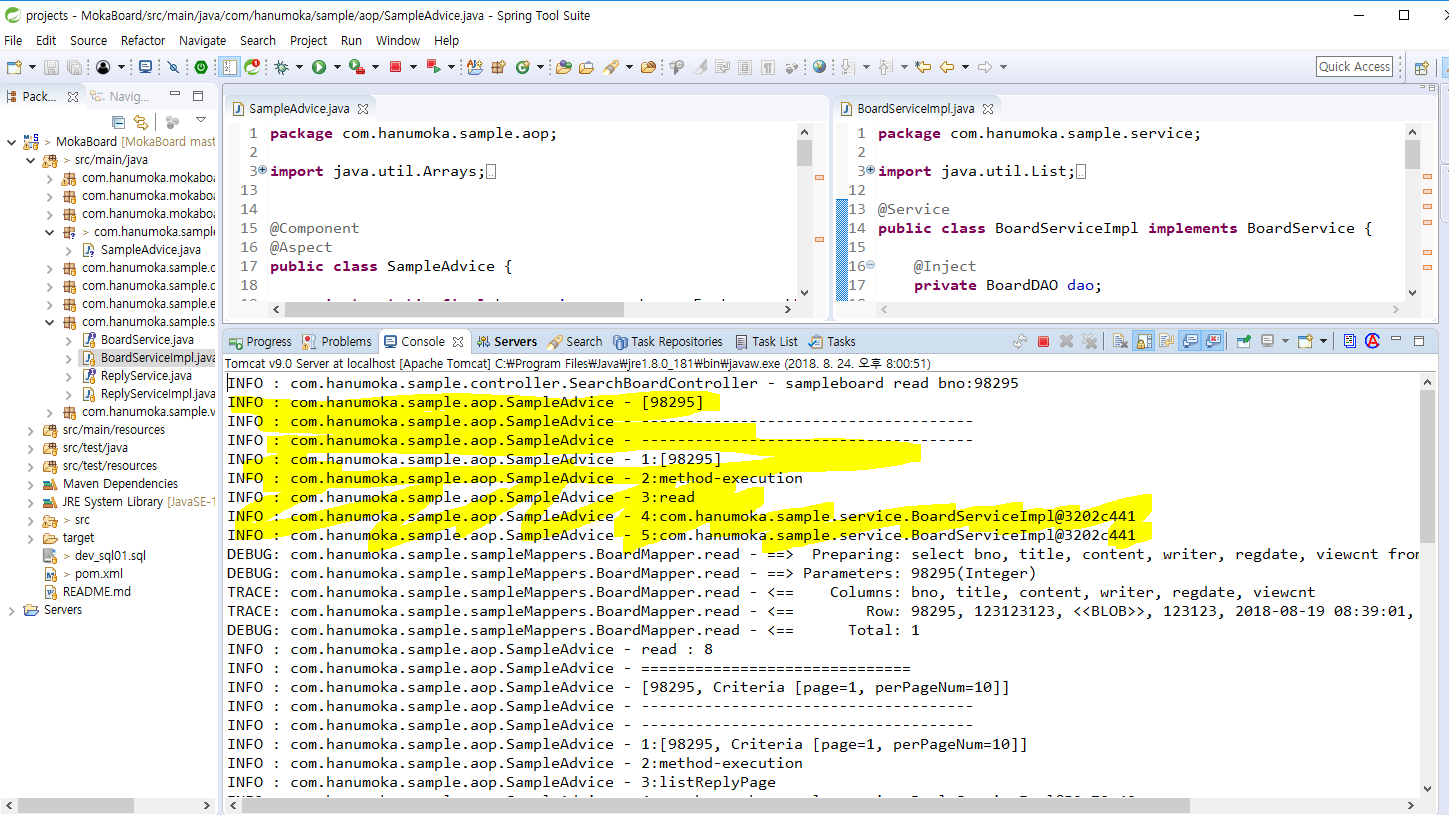 projects - MokaBoard/src/main/java/com/hanumoka/sample/aop/SampleAdvice.java - Spring Tool Suite
File Edit Source Refactor Navigate Search Project Run Window Help
Quick Access
Pack...
Navig...
> MokaBoard [MokaBoard mast
> src/main/java
com.hanumoka.mokaboa
com.hanumoka.mokaboa
com.hanumoka.mokaboa
> com.hanumoka.sample
SampleAdvice.java
com.hanumoka.sample.c
com.hanumoka.sample.d
com.hanumoka.sample.e
com.hanumoka.sample.s
BoardService.java
BoardServiceImpl.java
ReplyService.java
ReplyServiceImpl.java
com.hanumoka.sample.v
src/main/resources
src/test/java
src/test/resources
Maven Dependencies
JRE System Library [JavaSE-1
> src
target
> dev_sql01.sql
> pom.xml
README.md
Servers
SampleAdvice.java
1 package com.hanumoka.sample.aop;
2
3 import java.util.Arrays;
13
14
15 @Component
16 @Aspect
17 public class SampleAdvice {
18
BoardServiceImpl.java
1 package com.hanumoka.sample.service;
2
3 import java.util.List;
12
13 @Service
14 public class BoardServiceImpl implements BoardService {
15
16 @Inject
17 private BoardDAO dao;
Progress Problems Console Servers Search Task Repositories Task List Tasks
Tomcat v9.0 Server at localhost [Apache Tomcat] C:₩Program Files₩Java₩jre1.8.0_181₩bin₩javaw.exe (2018. 8. 24. 오후 8:00:51)
INFO : com.hanumoka.sample.controller.SearchBoardController - sampleboard read bno:98295
INFO : com.hanumoka.sample.aop.SampleAdvice - [98295]
INFO : com.hanumoka.sample.aop.SampleAdvice - -------------------------------------
INFO : com.hanumoka.sample.aop.SampleAdvice - -------------------------------------
INFO : com.hanumoka.sample.aop.SampleAdvice - 1:[98295]
INFO : com.hanumoka.sample.aop.SampleAdvice - 2:method-execution
INFO : com.hanumoka.sample.aop.SampleAdvice - 3:read
INFO : com.hanumoka.sample.aop.SampleAdvice - 4:com.hanumoka.sample.service.BoardServiceImpl@3202c441
INFO : com.hanumoka.sample.aop.SampleAdvice - 5:com.hanumoka.sample.service.BoardServiceImpl@3202c441
DEBUG: com.hanumoka.sampleMappers.BoardMapper.read - ==>  Preparing: select bno, title, content, writer, regdate, viewcnt from
DEBUG: com.hanumoka.sampleMappers.BoardMapper.read - ==> Parameters: 98295(Integer)
TRACE: com.hanumoka.sampleMappers.BoardMapper.read - <==    Columns: bno, title, content, writer, regdate, viewcnt
TRACE: com.hanumoka.sampleMappers.BoardMapper.read - <==        Row: 98295, 123123123, <<BLOB>>, 123123, 2018-08-19 08:39:01,
DEBUG: com.hanumoka.sampleMappers.BoardMapper.read - <==      Total: 1
INFO : com.hanumoka.sample.aop.SampleAdvice - read : 8
INFO : com.hanumoka.sample.aop.SampleAdvice - ==============================
INFO : com.hanumoka.sample.aop.SampleAdvice - [98295, Criteria [page=1, perPageNum=10]]
INFO : com.hanumoka.sample.aop.SampleAdvice - -------------------------------------
INFO : com.hanumoka.sample.aop.SampleAdvice - -------------------------------------
INFO : com.hanumoka.sample.aop.SampleAdvice - 1:[98295, Criteria [page=1, perPageNum=10]]
INFO : com.hanumoka.sample.aop.SampleAdvice - 2:method-execution
INFO : com.hanumoka.sample.aop.SampleAdvice - 3:listReplyPage